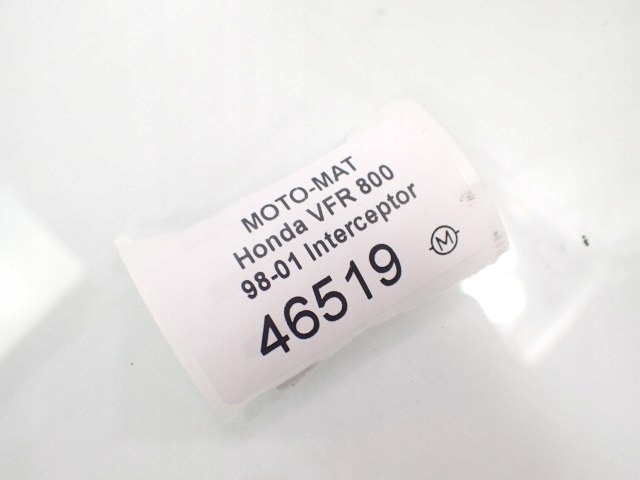 MOTO-MAT
Honda VFR 800
98-01 Interceptor
46519
M